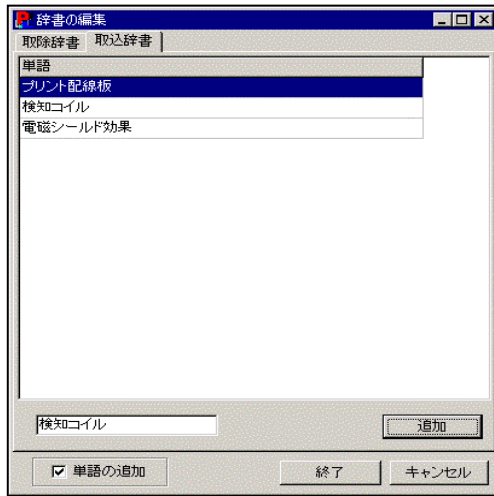 辞書の編集
取除辞書 取込辞書
単語
プリント配線板
検知コイル
電磁シールド効果
検知コイル 追加
単語の追加 終了 キャンセル